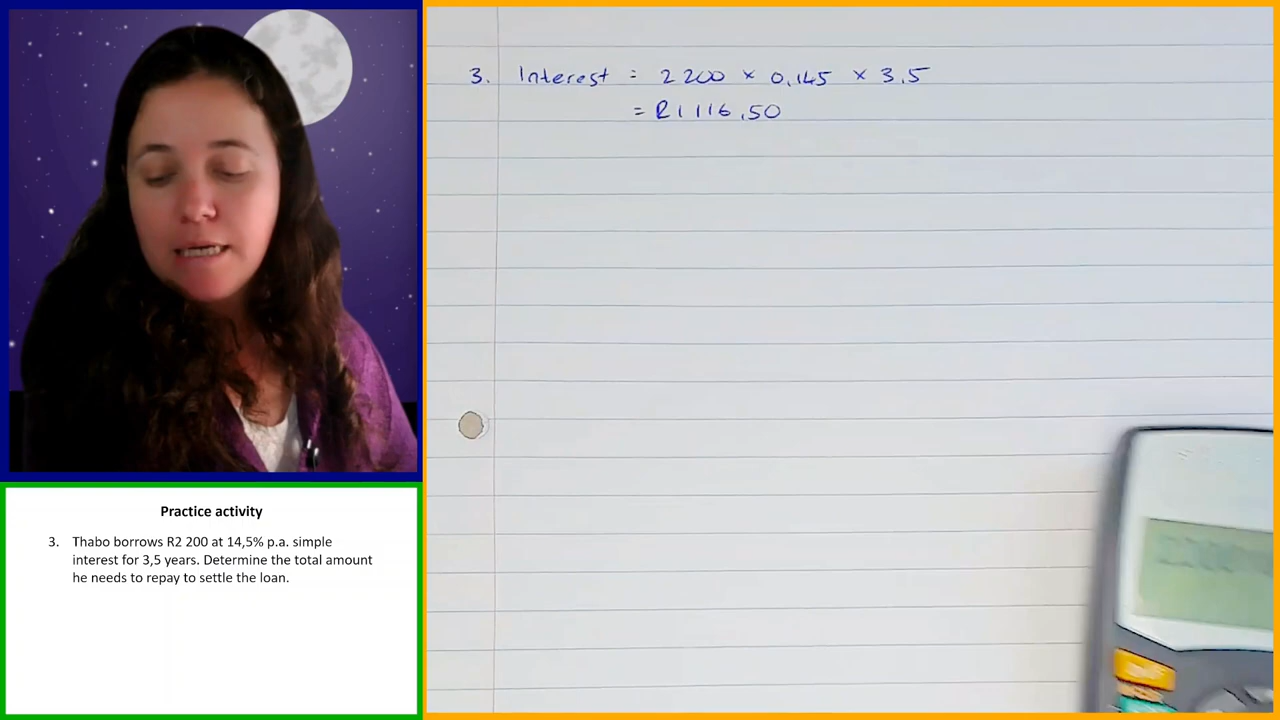 3. Interest = 2 200 × 0,145 × 3.5
= R1 116,50
Practice activity
3. Thabo borrows R2 200 at 14,5% p.a. simple
interest for 3,5 years. Determine the total amount
he needs to repay to settle the loan.